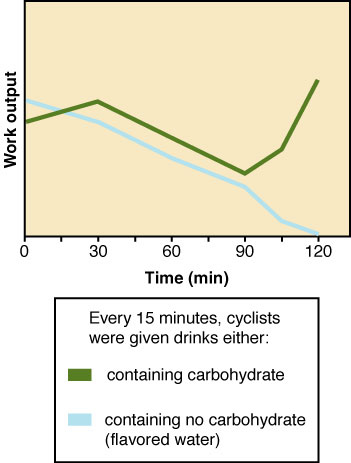 Work output
0
30
60
90
120
Time (min)
Every 15 minutes, cyclists
were given drinks either:
containing carbohydrate
containing no carbohydrate
(flavored water)